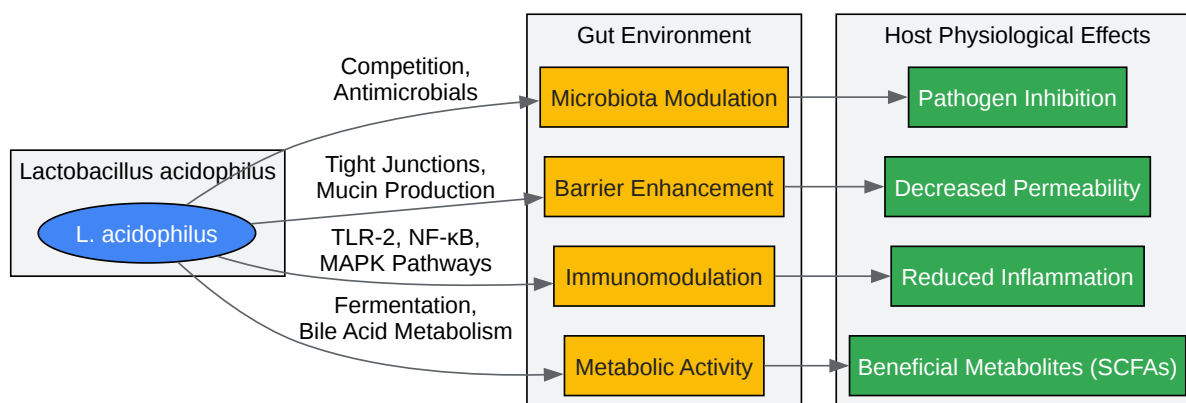 Gut Environment
Host Physiological Effects
Competition,
Antimicrobials
Microbiota Modulation
Pathogen Inhibition
Lactobacillus acidophilus
L. acidophilus
Tight Junctions,
Mucin Production
Barrier Enhancement
Decreased Permeability
TLR-2, NF-κB,
MAPK Pathways
Immunomodulation
Reduced Inflammation
Fermentation,
Bile Acid Metabolism
Metabolic Activity
Beneficial Metabolites (SCFAs)